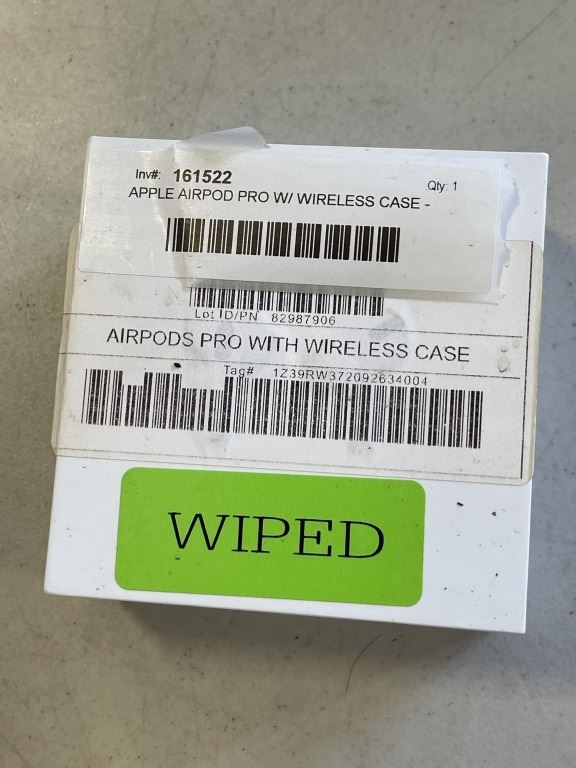 Inv#: 161522 Qty: 1
APPLE AIRPOD PRO W/ WIRELESS CASE -
Lot ID/PN 82987906
AIRPODS PRO WITH WIRELESS CASE
Tag# 1Z39RW372092634004
WIPED